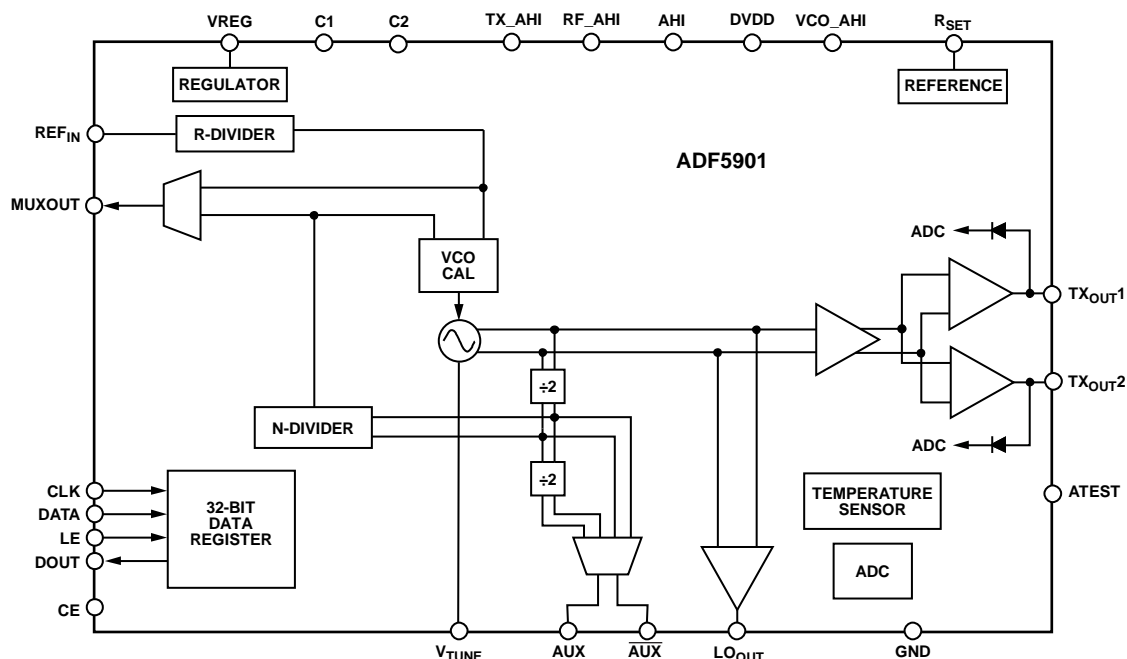 VREG
C1
C2
TX_AHI
RF_AHI
AHI
DVDD
VCO_AHI
RSET
REGULATOR
REFERENCE
REFIN
R-DIVIDER
ADF5901
MUXOUT
VCO
CAL
ADC
TXOUT1
÷2
TXOUT2
N-DIVIDER
ADC
÷2
CLK
DATA
LE
DOUT
32-BIT
DATA
REGISTER
TEMPERATURE
SENSOR
ATEST
ADC
CE
VTUNE
AUX
AUX
LOOUT
GND